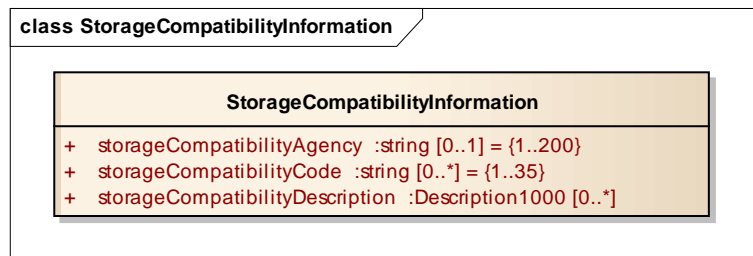 class StorageCompatibilityInformation
StorageCompatibilityInformation
+ storageCompatibilityAgency :string [0..1] = {1..200}
+ storageCompatibilityCode :string [0..*] = {1..35}
+ storageCompatibilityDescription :Description1000 [0..*]